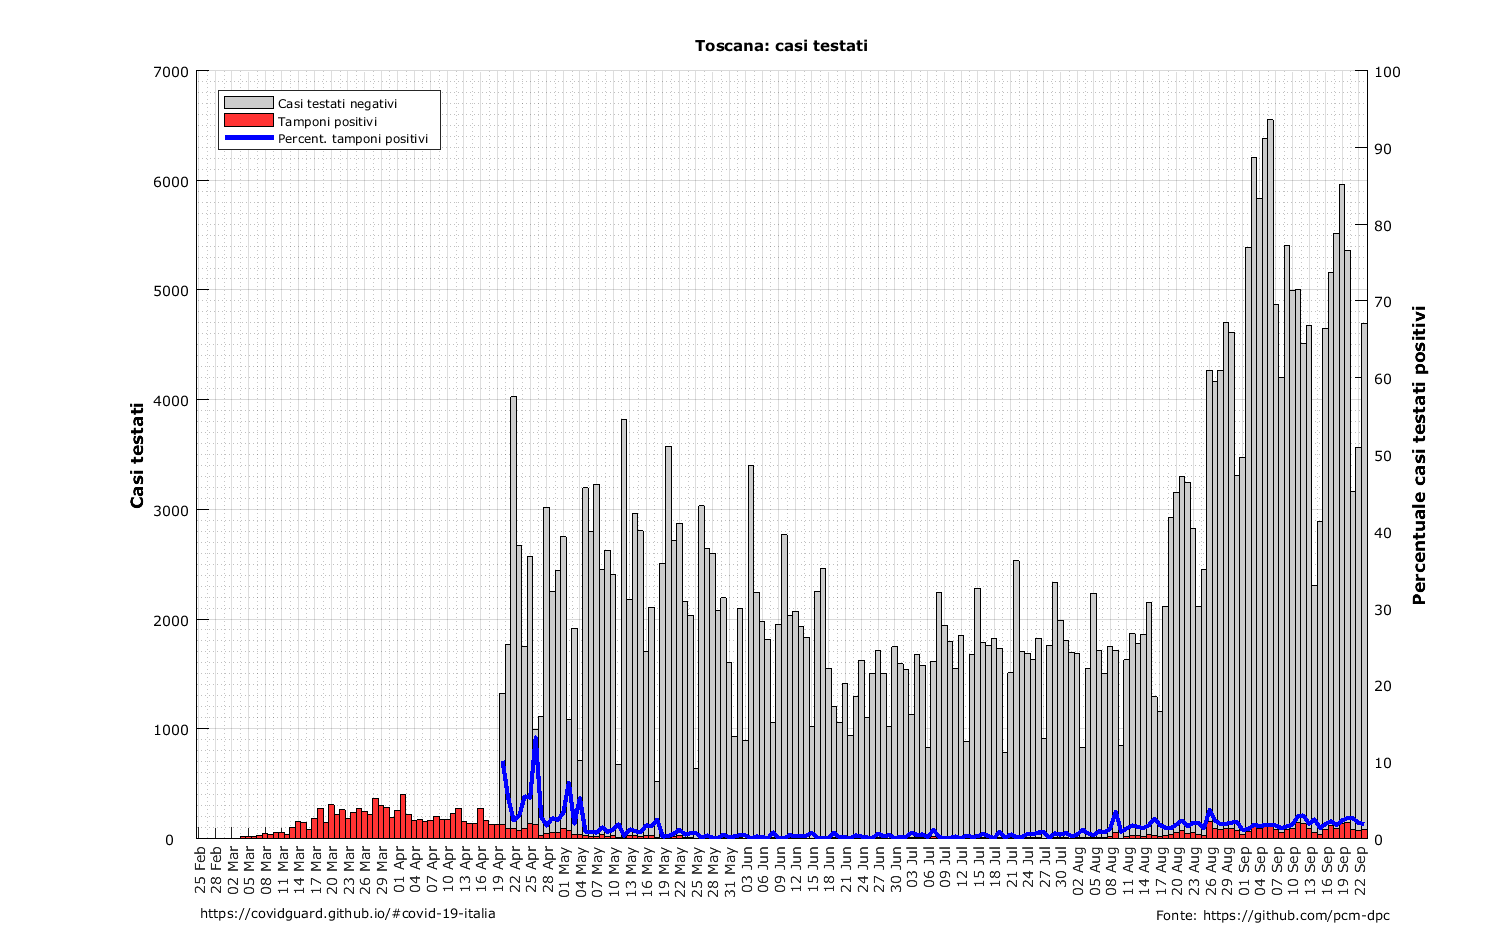 Toscana: casi testati
7000
6000
5000
4000
3000
2000
1000
0
100
90
80
70
60
50
40
30
20
10
0
Casi testati negativi
Tamponi positivi
Percent. tamponi positivi
Casi testati
Percentuale casi testati positivi
25 Feb
28 Feb
02 Mar
05 Mar
08 Mar
11 Mar
14 Mar
17 Mar
20 Mar
23 Mar
26 Mar
29 Mar
01 Apr
04 Apr
07 Apr
10 Apr
13 Apr
16 Apr
19 Apr
22 Apr
25 Apr
28 Apr
01 May
04 May
07 May
10 May
13 May
16 May
19 May
22 May
25 May
28 May
31 May
03 Jun
06 Jun
09 Jun
12 Jun
15 Jun
18 Jun
21 Jun
24 Jun
27 Jun
30 Jun
03 Jul
06 Jul
09 Jul
12 Jul
15 Jul
18 Jul
21 Jul
24 Jul
27 Jul
30 Jul
02 Aug
05 Aug
08 Aug
11 Aug
14 Aug
17 Aug
20 Aug
23 Aug
26 Aug
29 Aug
01 Sep
04 Sep
07 Sep
10 Sep
13 Sep
16 Sep
19 Sep
22 Sep
https://covidguard.github.io/#covid-19-italia
Fonte: https://github.com/pcm-dpc